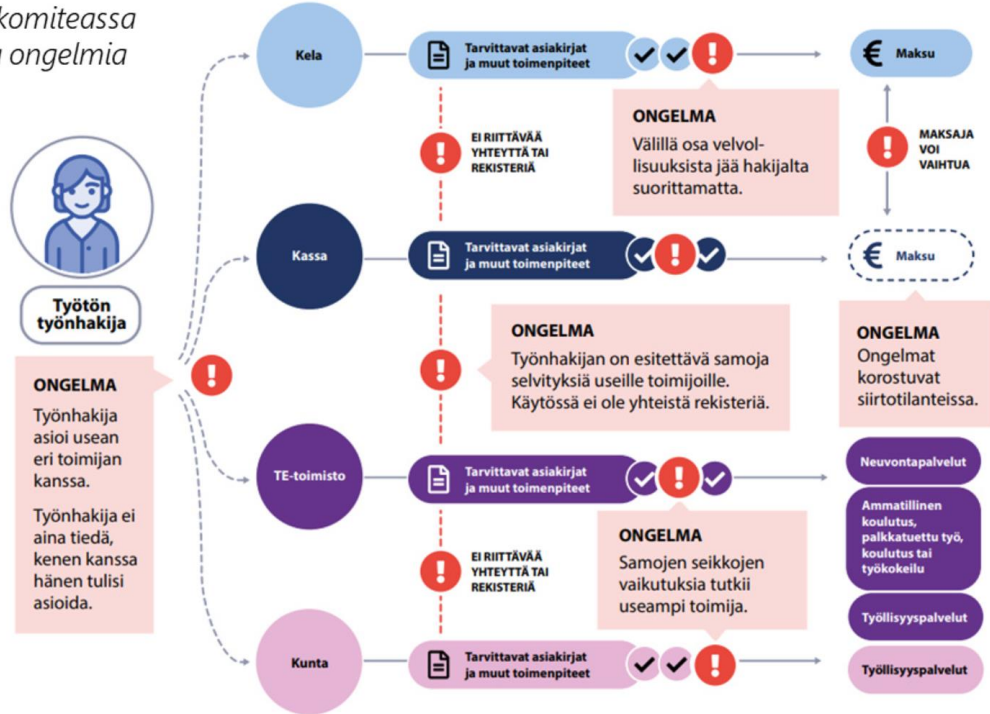 komiteassa
ongelmia
Työtön
työnhakija
ONGELMA
Työnhakija
asioi usean
eri toimijan
kanssa.
Työnhakija ei
aina tiedä,
kenen kanssa
hänen tulisi
asioida.
Kela
Tarvittavat asiakirjat
ja muut toimenpiteet
€ Maksu
EI RIITTÄVÄÄ
YHTEYTTÄ TAI
REKISTERIÄ
ONGELMA
Välillä osa velvol-
lisuuksista jää hakijalta
suorittamatta.
MAKSAJA
VOI
VAIHTUA
Kassa
Tarvittavat asiakirjat
ja muut toimenpiteet
€ Maksu
ONGELMA
Työnhakijan on esitettävä samoja
selvityksiä useille toimijoille.
Käytössä ei ole yhteistä rekisteriä.
ONGELMA
Ongelmat
korostuvat
siirtotilanteissa.
TE-toimisto
Tarvittavat asiakirjat
ja muut toimenpiteet
Neuvontapalvelut
Ammatillinen
koulutus,
palkkatuettu työ,
koulutus tai
työkokeilu
Työllisyyspalvelut
EI RIITTÄVÄÄ
YHTEYTTÄ TAI
REKISTERIÄ
ONGELMA
Samojen seikkojen
vaikutuksia tutkii
useampi toimija.
Kunta
Tarvittavat asiakirjat
ja muut toimenpiteet
Työllisyyspalvelut